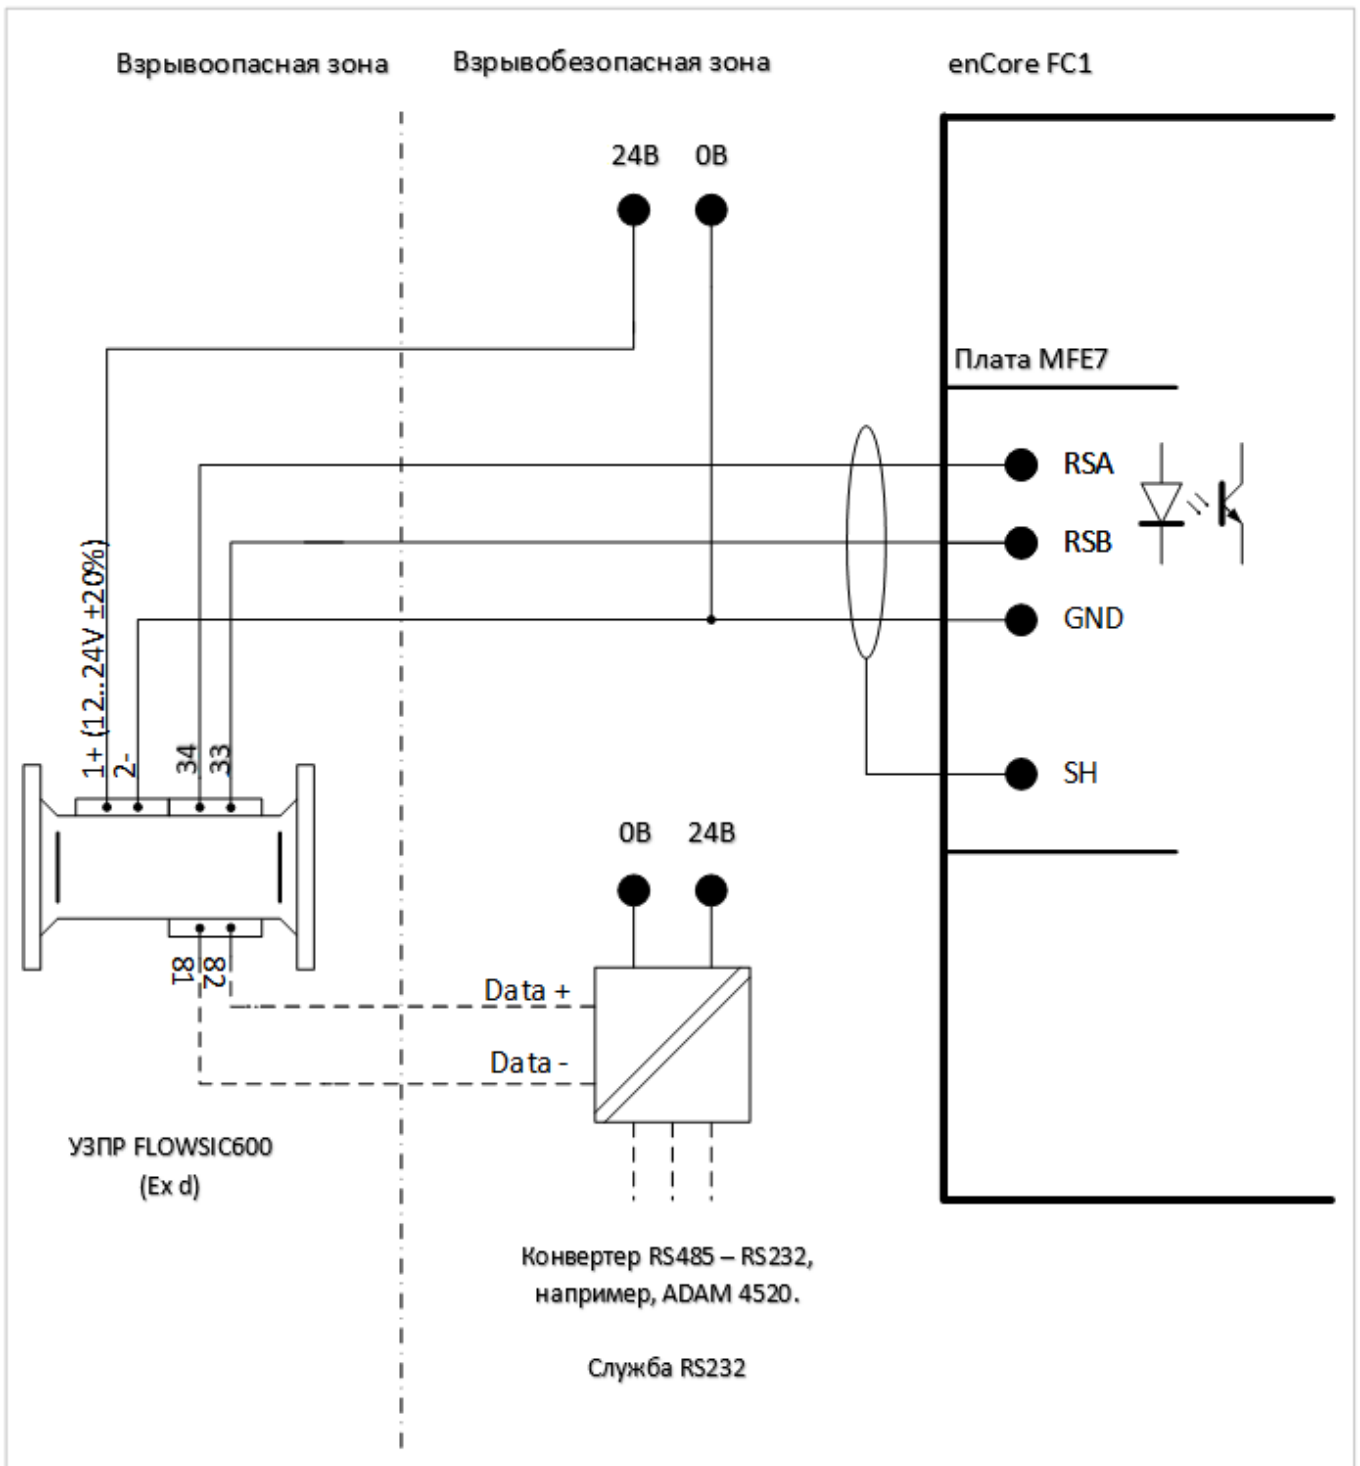 Взрывоопасная зона
Взрывобезопасная зона
enCore FC1
24В
0В
Плата MFE7
RSA
RSB
GND
SH
1+ (12..24V ±20%)
2-
34
33
81
82
0В
24В
Data +
Data -
УЗПР FLOWSIC600
(Ex d)
Конвертер RS485 – RS232,
например, ADAM 4520.
Служба RS232